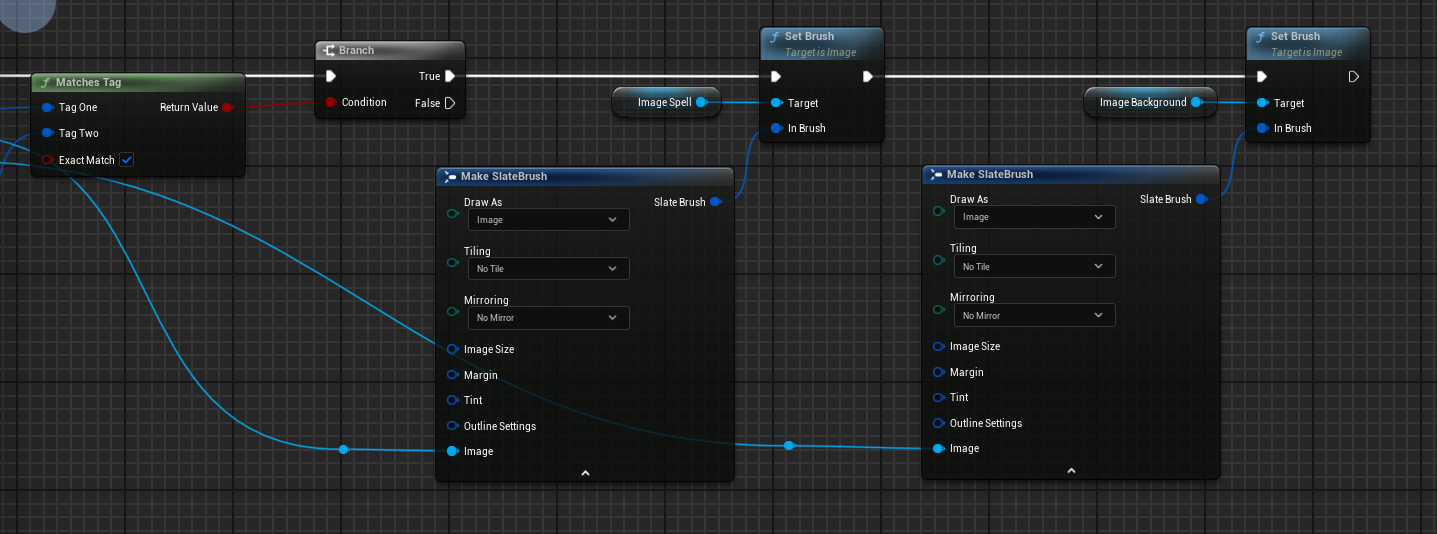 Matches Tag
Tag One
Return Value
Tag Two
Exact Match
Branch
True
Condition
False
Image Spell
Set Brush
Target is Image
Target
In Brush
Image Background
Set Brush
Target is Image
Target
In Brush
Make SlateBrush
Draw As
Slate Brush
Image
Tiling
No Tile
Mirroring
No Mirror
Image Size
Margin
Tint
Outline Settings
Image
Make SlateBrush
Draw As
Slate Brush
Image
Tiling
No Tile
Mirroring
No Mirror
Image Size
Margin
Tint
Outline Settings
Image